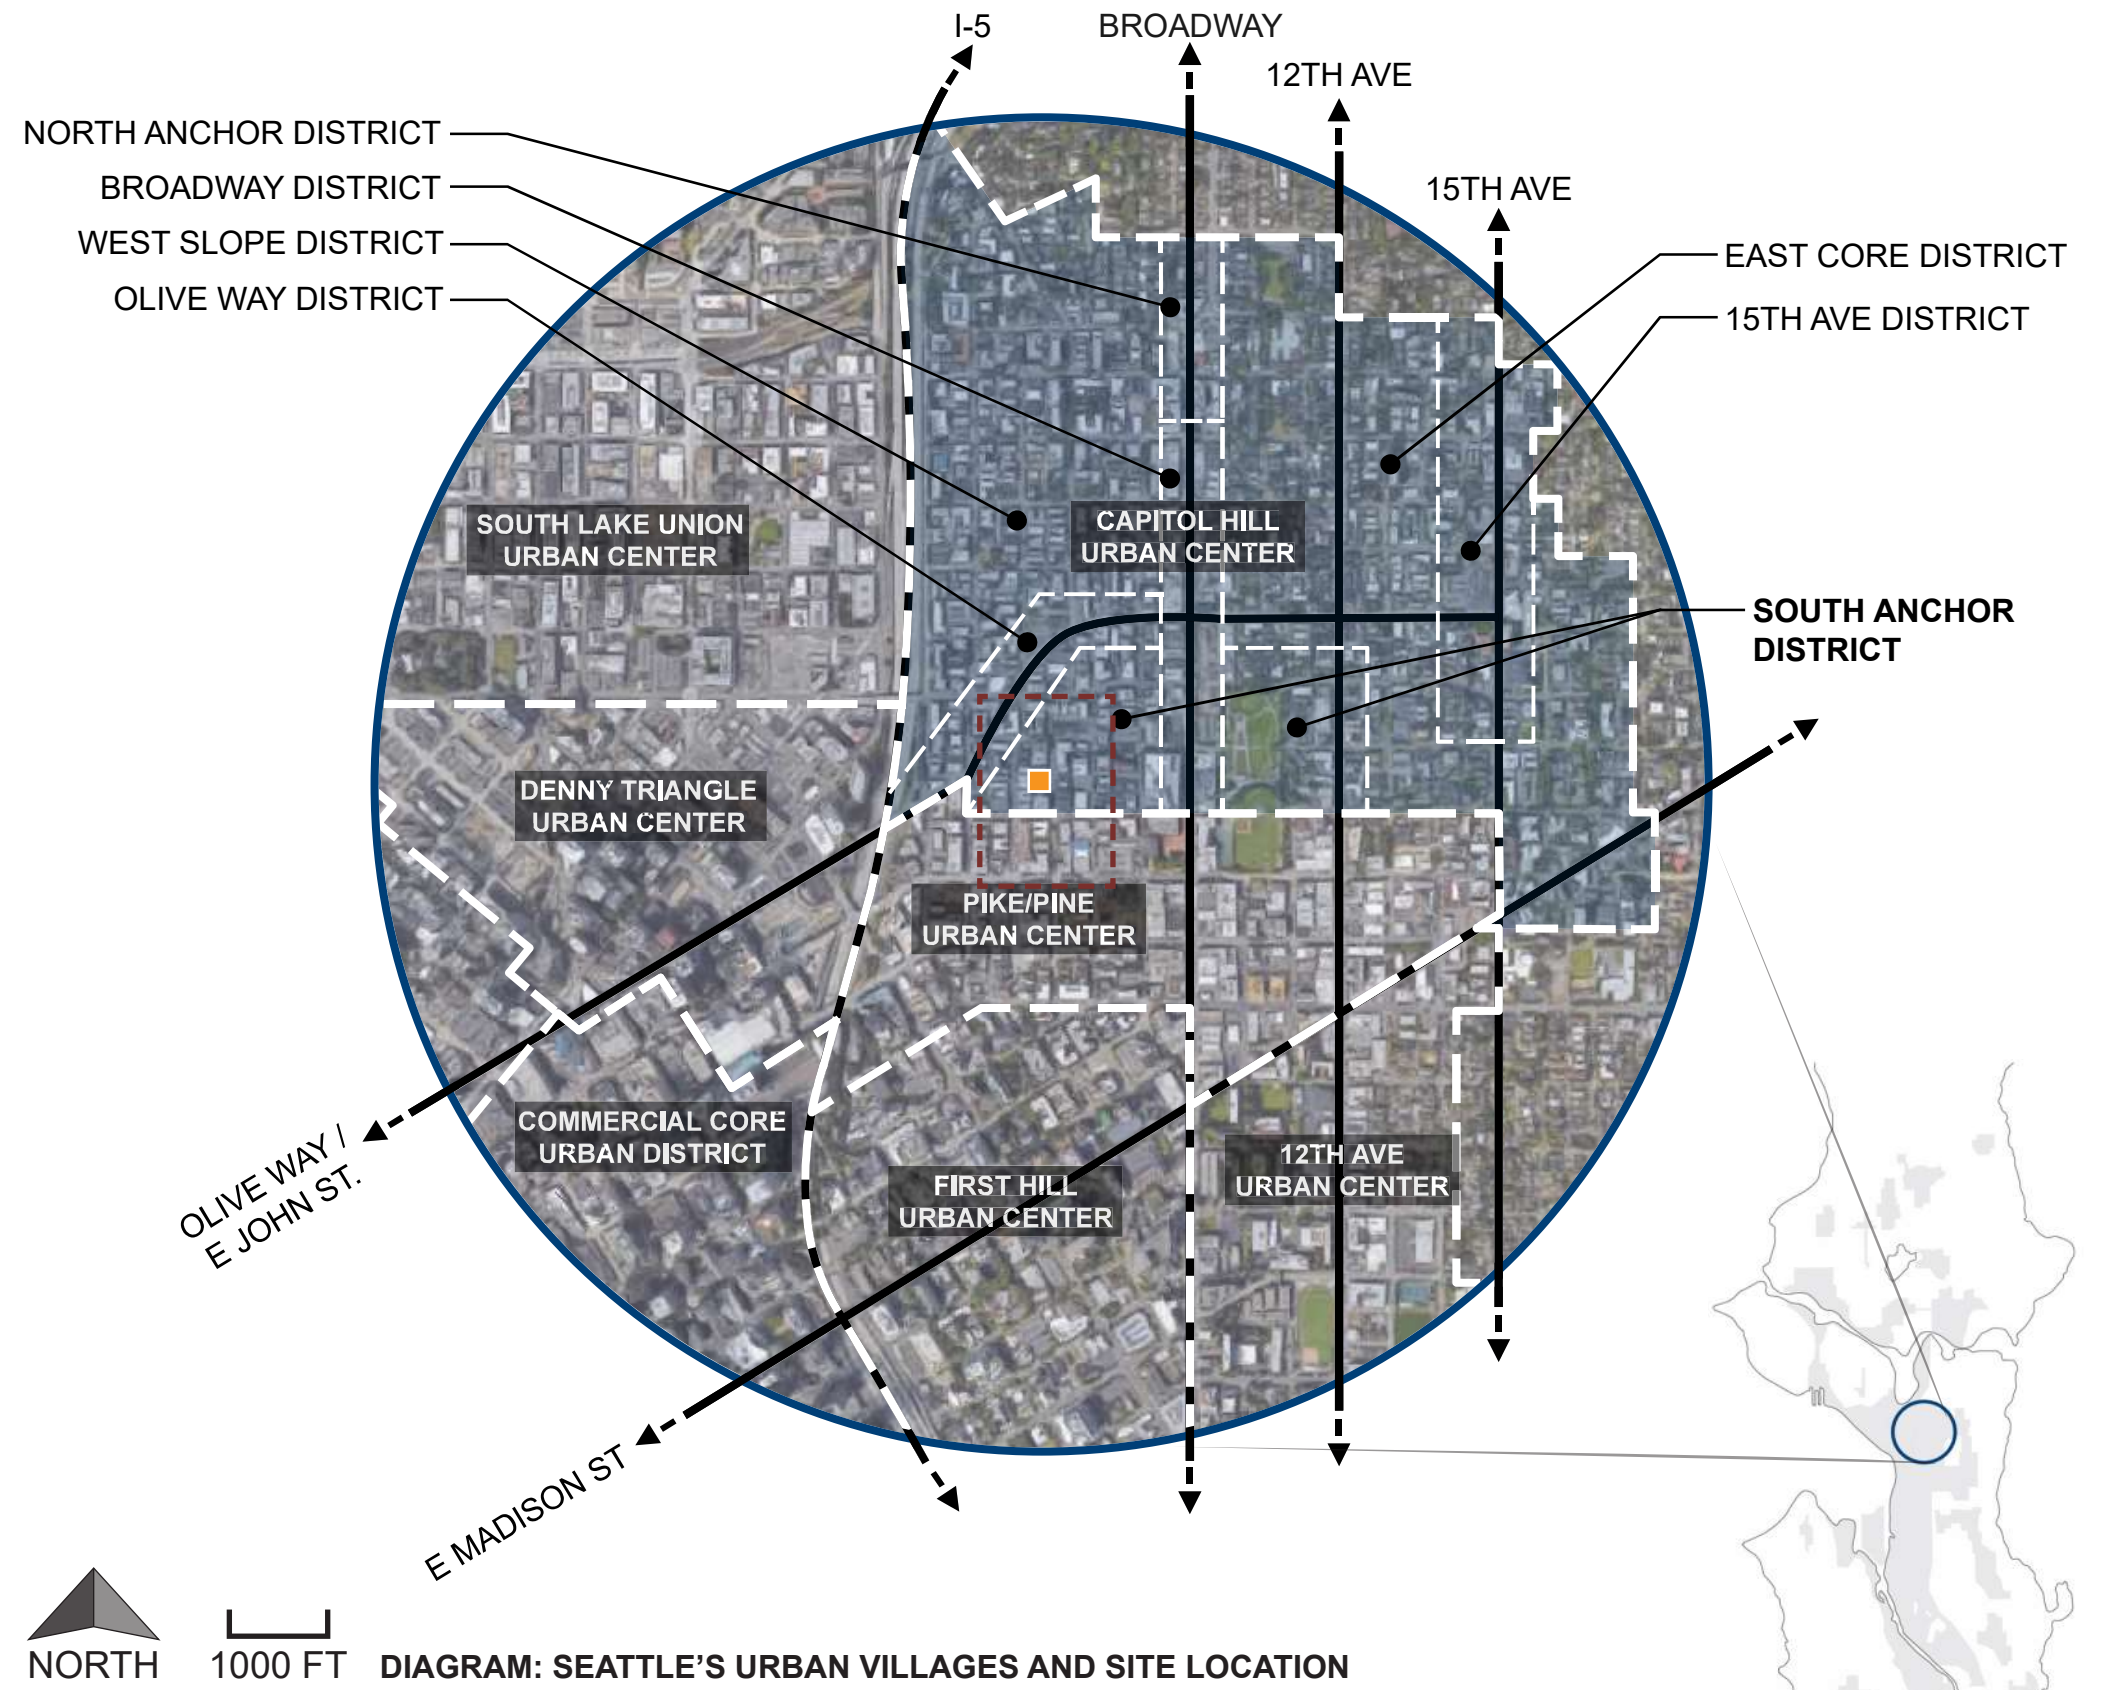 I-5
BROADWAY
12TH AVE
15TH AVE
NORTH ANCHOR DISTRICT
BROADWAY DISTRICT
WEST SLOPE DISTRICT
OLIVE WAY DISTRICT
EAST CORE DISTRICT
15TH AVE DISTRICT
SOUTH LAKE UNION
URBAN CENTER
CAPITOL HILL
URBAN CENTER
SOUTH ANCHOR
DISTRICT
DENNY TRIANGLE
URBAN CENTER
PIKE/PINE
URBAN CENTER
COMMERCIAL CORE
URBAN DISTRICT
FIRST HILL
URBAN CENTER
12TH AVE
URBAN CENTER
OLIVE WAY /
E JOHN ST.
E MADISON ST
NORTH
1000 FT
DIAGRAM: SEATTLE'S URBAN VILLAGES AND SITE LOCATION